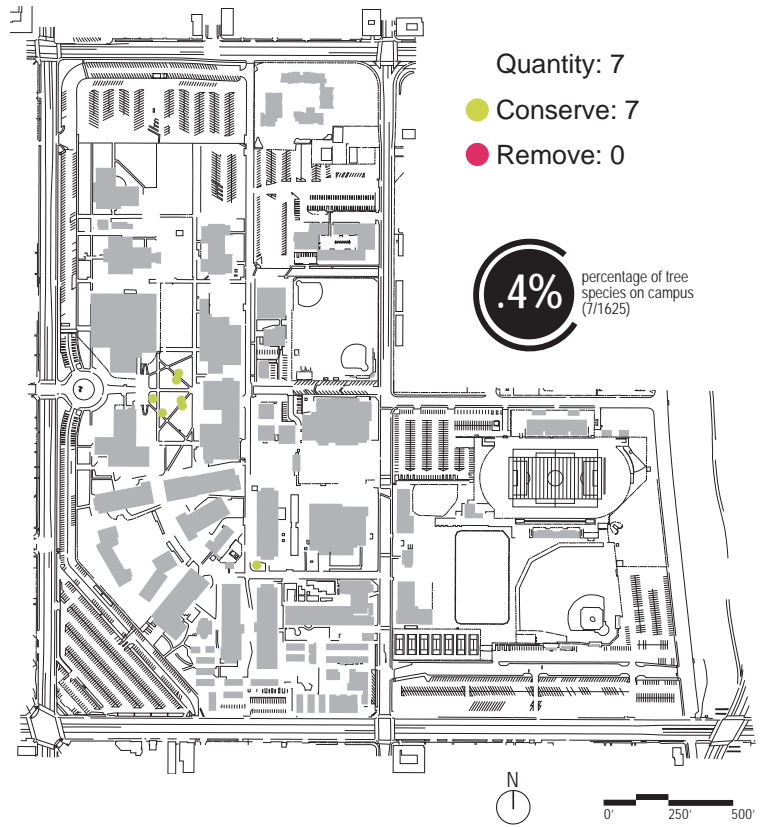 Quantity: 7
Conserve: 7
Remove: 0
.4%
percentage of tree
species on campus
(7/1625)
N
0' 250' 500'